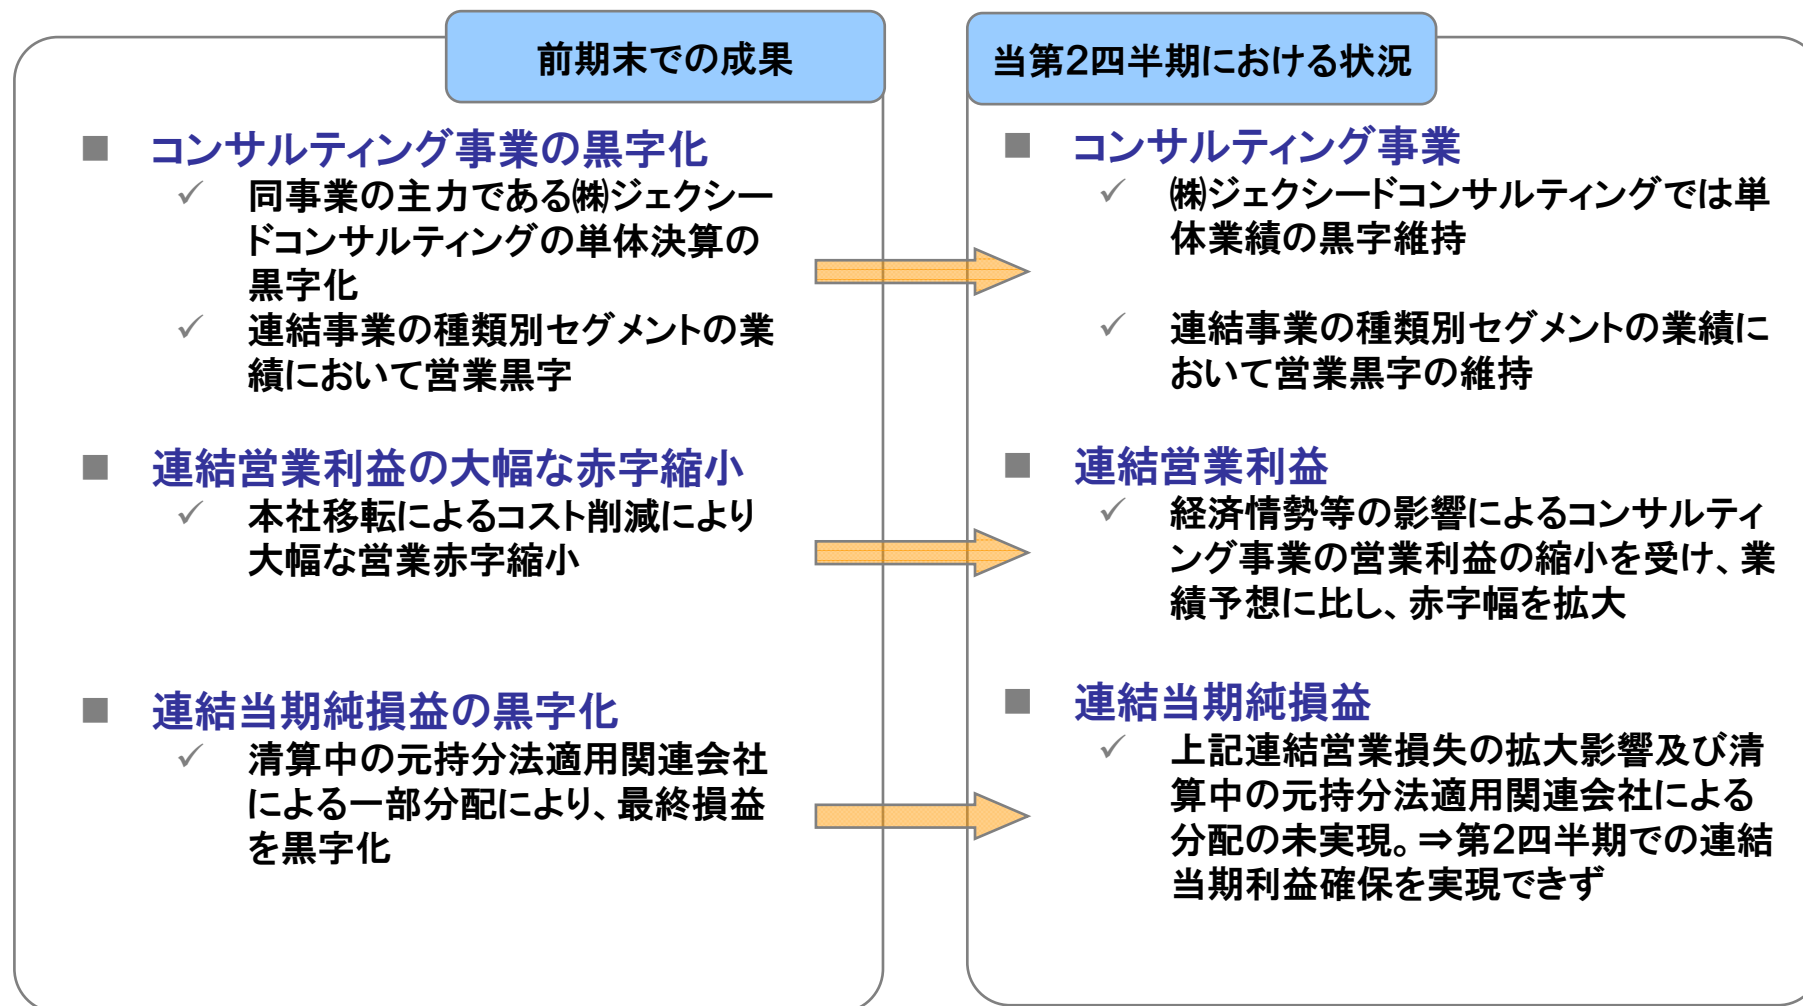 前期末での成果
■ コンサルティング事業の黒字化
✓ 同事業の主力である㈱ジェクシー
ドコンサルティングの単体決算の
黒字化
✓ 連結事業の種類別セグメントの業
績において営業黒字
■ 連結営業利益の大幅な赤字縮小
✓ 本社移転によるコスト削減により
大幅な営業赤字縮小
■ 連結当期純損益の黒字化
✓ 清算中の元持分法適用関連会社
による一部分配により、最終損益
を黒字化
当第2四半期における状況
■ コンサルティング事業
✓ ㈱ジェクシードコンサルティングでは単
体業績の黒字維持
✓ 連結事業の種類別セグメントの業績に
おいて営業黒字の維持
■ 連結営業利益
✓ 経済情勢等の影響によるコンサルティ
ング事業の営業利益の縮小を受け、業
績予想に比し、赤字幅を拡大
■ 連結当期純損益
✓ 上記連結営業損失の拡大影響及び清
算中の元持分法適用関連会社による
分配の未実現。⇒第2四半期での連結
当期利益確保を実現できず